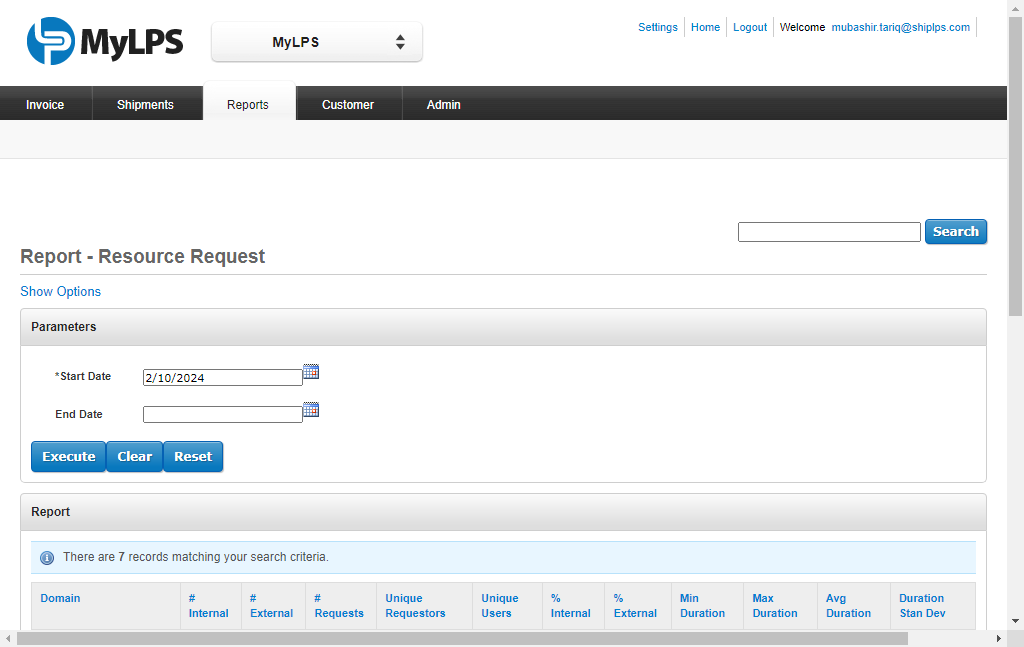 MyLPS
MyLPS
Settings Home Logout Welcome mubashir.tariq@shiplps.com
Invoice Shipments Reports Customer Admin
Search
Report - Resource Request
Show Options
Parameters
*Start Date 2/10/2024
End Date
Execute Clear Reset
Report
There are 7 records matching your search criteria.
Domain # Internal # External # Requests Unique Requestors Unique Users % Internal % External Min Duration Max Duration Avg Duration Duration Stan Dev